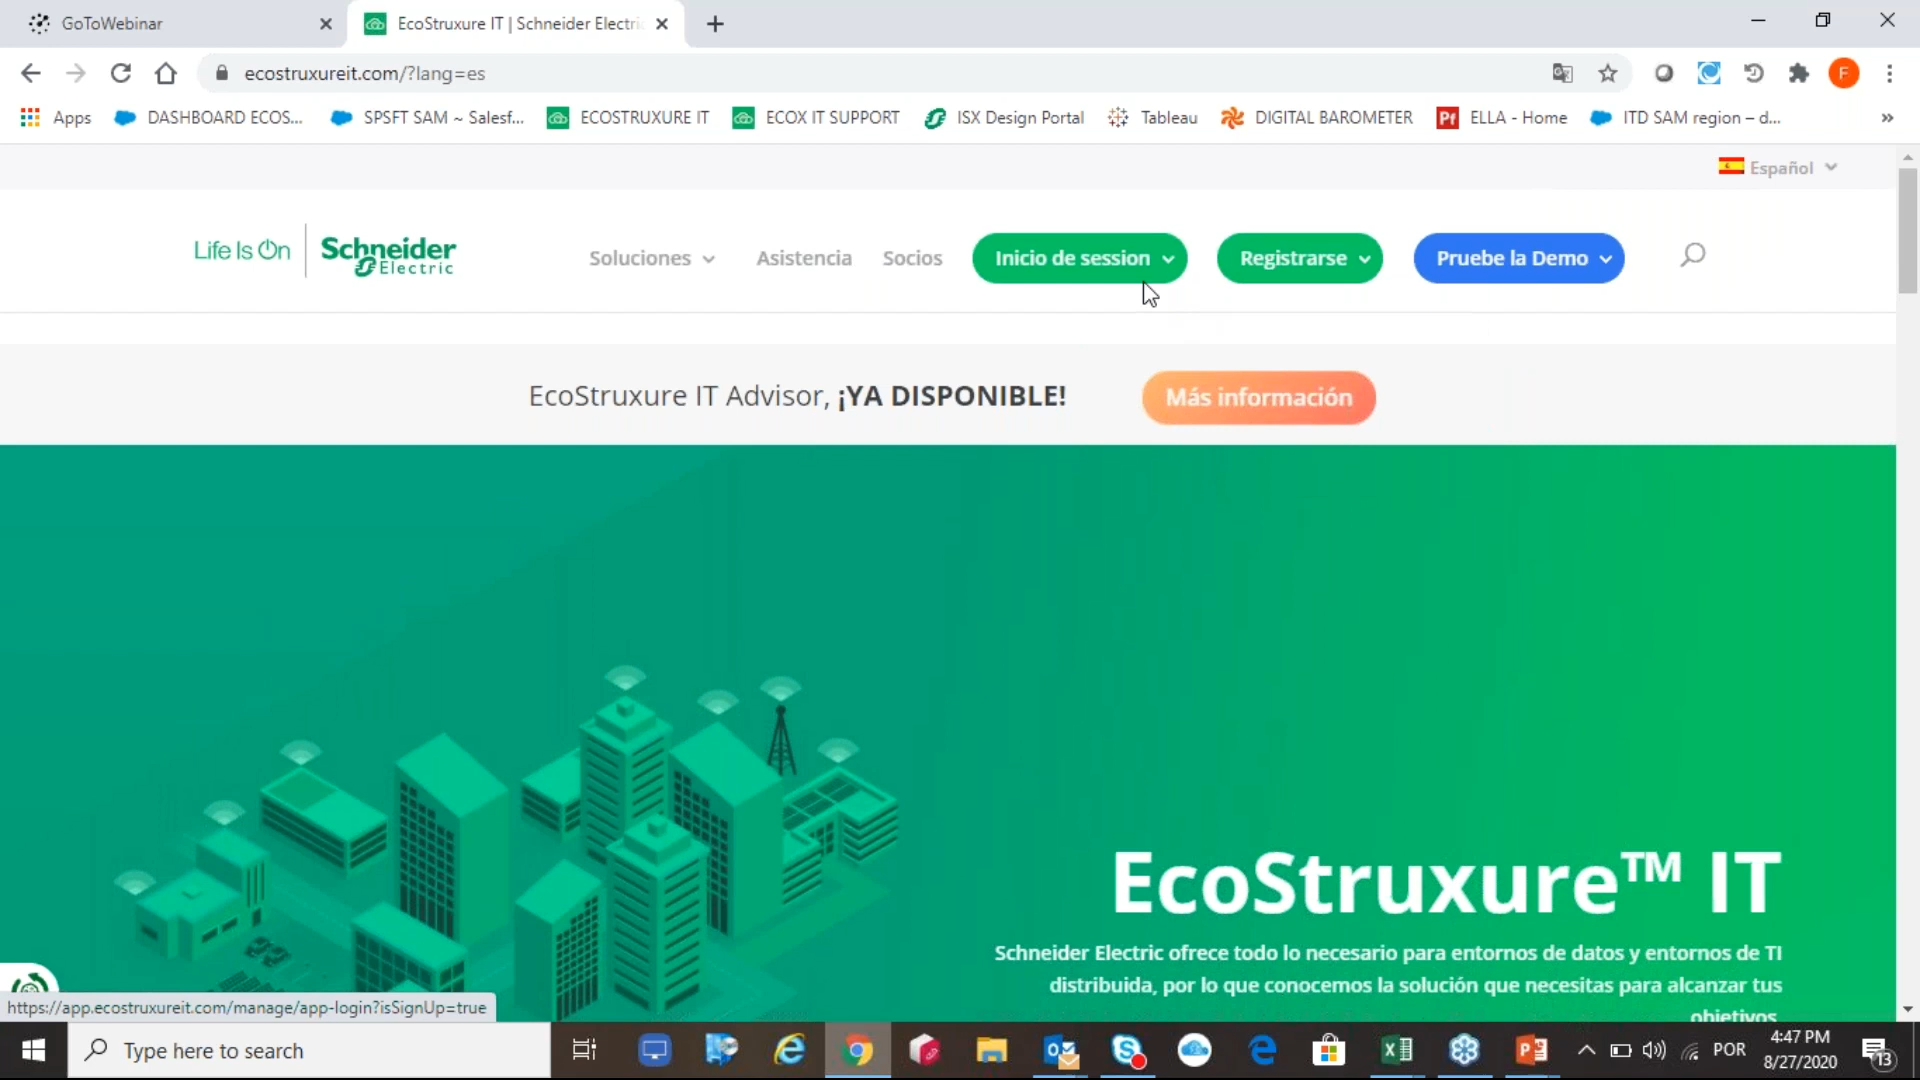 GoToWebinar
EcoStruxure IT | Schneider Electri
ecostruxureit.com/?lang=es
F
Apps
DASHBOARD ECOS...
SPSFT SAM ~ Salesf...
ECOSTRUXURE IT
ECOX IT SUPPORT
ISX Design Portal
Tableau
DIGITAL BAROMETER
Pf
ELLA - Home
ITD SAM region – d...
»
Español
Life Is On
Schneider
Electric
Soluciones
Asistencia
Socios
Inicio de session
Registrarse
Pruebe la Demo
EcoStruxure IT Advisor, ¡YA DISPONIBLE!
Más información
EcoStruxure™ IT
Schneider Electric ofrece todo lo necesario para entornos de datos y entornos de TI
distribuida, por lo que conocemos la solución que necesitas para alcanzar tus
objetivos.
https://app.ecostruxureit.com/manage/app-login?isSignUp=true
Type here to search
POR
4:47 PM
8/27/2020
13